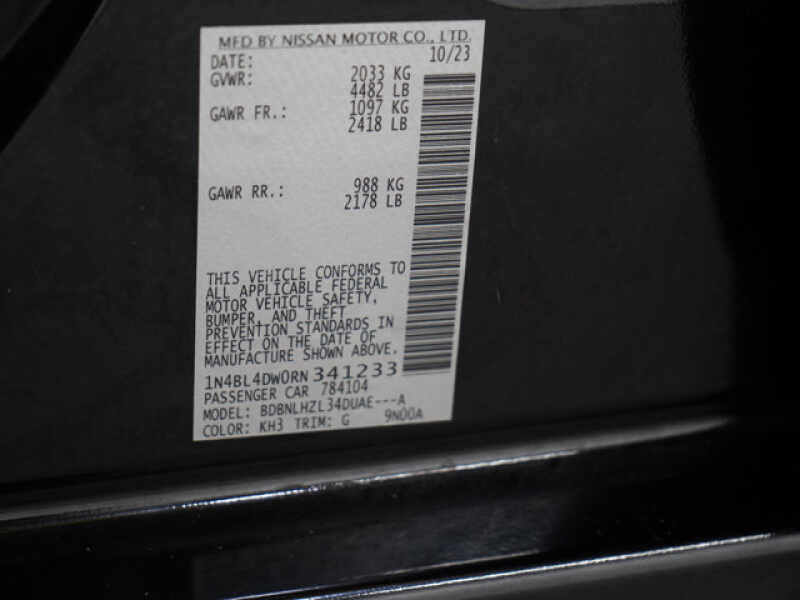 MFD BY NISSAN MOTOR CO., LTD.
DATE: 10/23
GVWR: 2033 KG
4482 LB
GAWR FR.: 1097 KG
2418 LB
GAWR RR.: 988 KG
2178 LB
THIS VEHICLE CONFORMS TO
ALL APPLICABLE FEDERAL
MOTOR VEHICLE SAFETY,
BUMPER, AND THEFT
PREVENTION STANDARDS IN
EFFECT ON THE DATE OF
MANUFACTURE SHOWN ABOVE.
1N4BL4DW0RN341233
PASSENGER CAR 784104
MODEL: BDBNLHZL34DUAE---A
COLOR: KH3 TRIM: G 9N00A